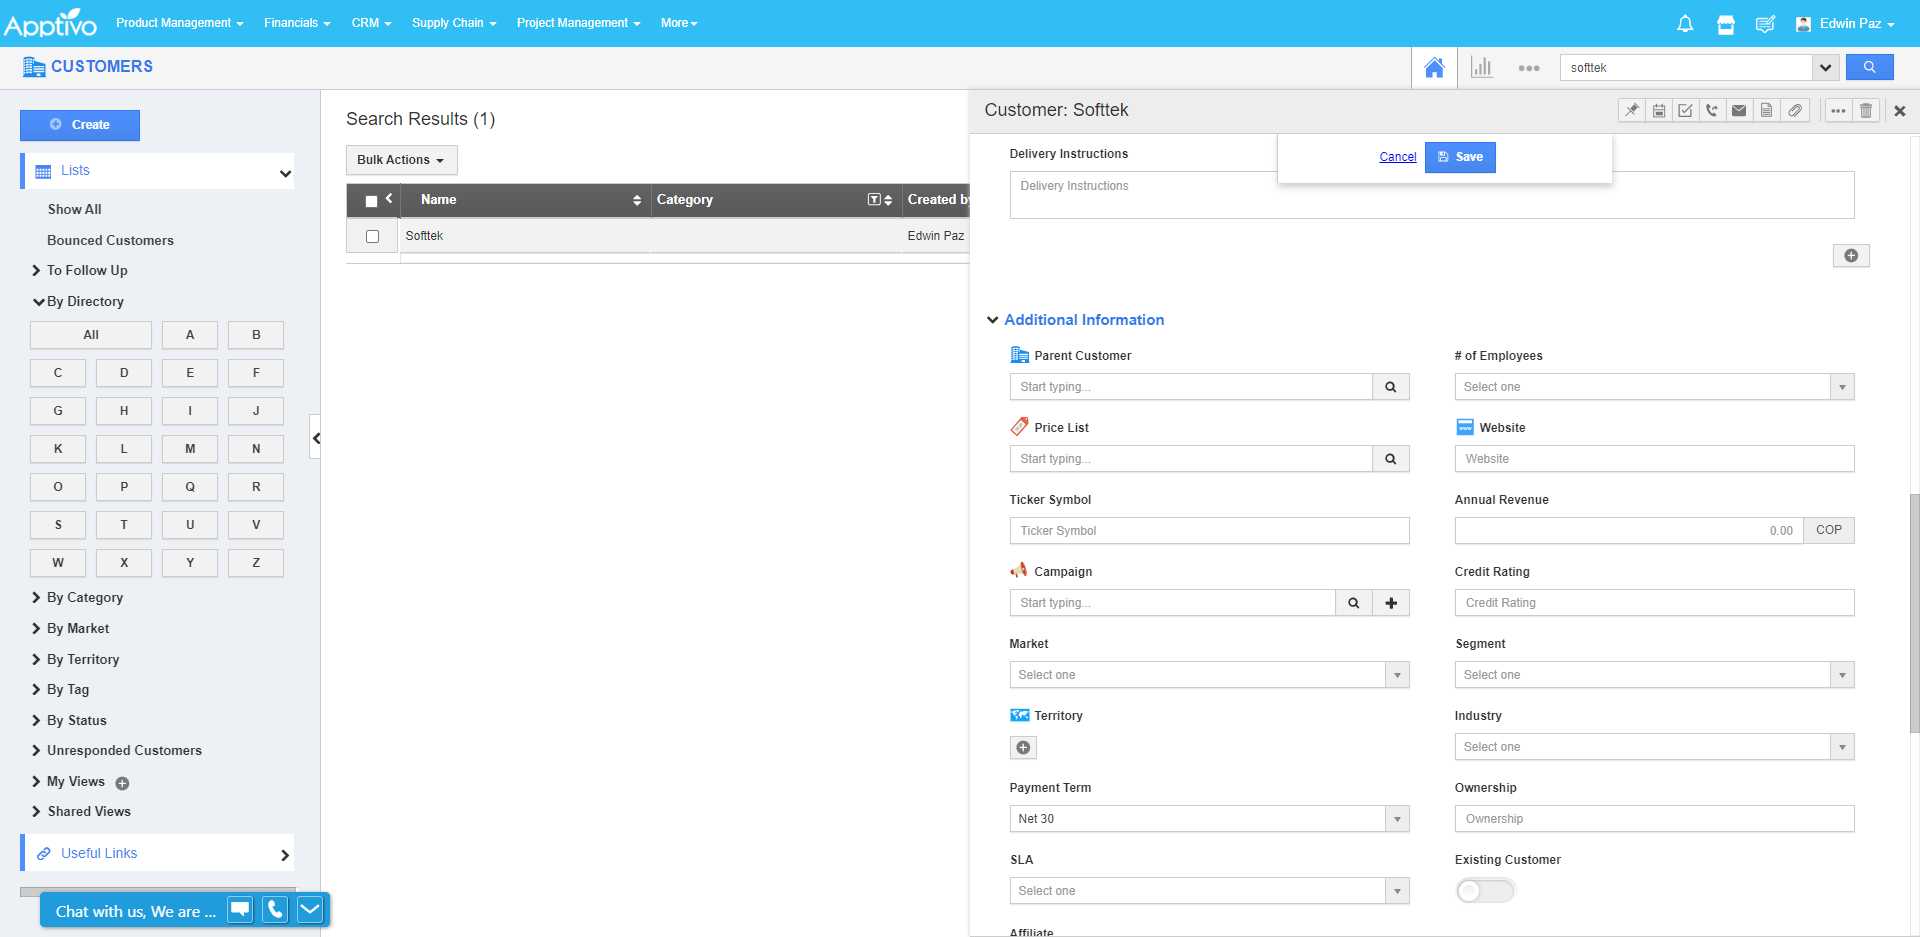 Apptivo
Product Management
Financials
CRM
Supply Chain
Project Management
More
Edwin Paz
CUSTOMERS
softtek
Create
Lists
Show All
Bounced Customers
To Follow Up
By Directory
All
A
B
C
D
E
F
G
H
I
J
K
L
M
N
O
P
Q
R
S
T
U
V
W
X
Y
Z
By Category
By Market
By Territory
By Tag
By Status
Unresponded Customers
My Views
Shared Views
Useful Links
Chat with us, We are ...
Search Results (1)
Bulk Actions
Name
Category
Created by
Softtek
Edwin Paz
Customer: Softtek
Cancel
Save
Delivery Instructions
Delivery Instructions
Additional Information
Parent Customer
Start typing...
# of Employees
Select one
Price List
Start typing...
Website
Website
Ticker Symbol
Ticker Symbol
Annual Revenue
0.00
COP
Campaign
Start typing...
Credit Rating
Credit Rating
Market
Select one
Segment
Select one
Territory
Industry
Select one
Payment Term
Net 30
Ownership
Ownership
SLA
Select one
Existing Customer
Affiliate